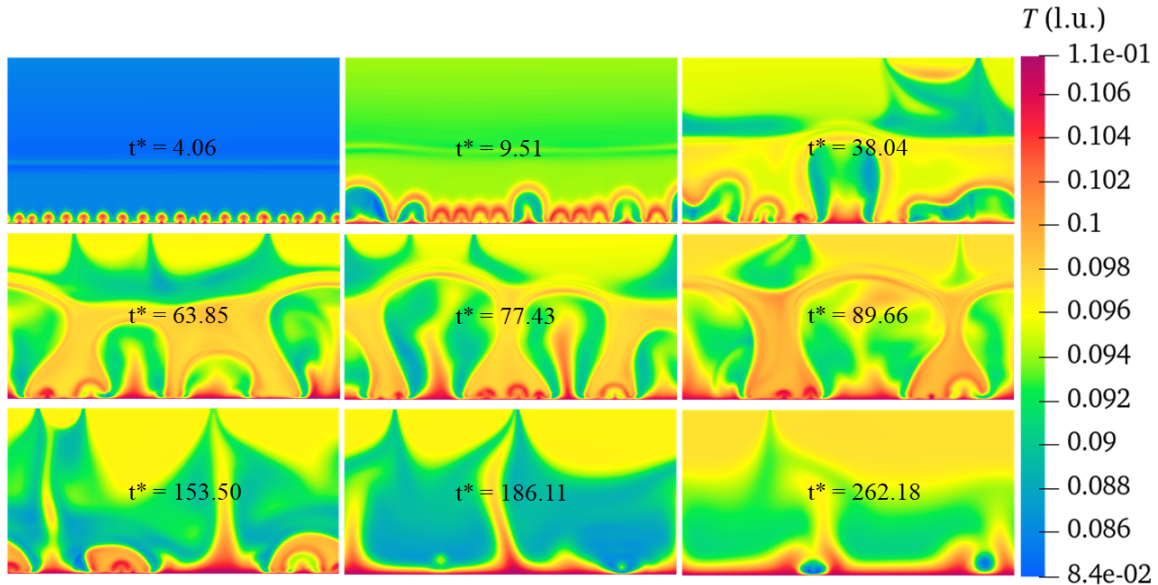 T (l.u.)
1.1e-01
0.106
0.104
0.102
0.1
0.098
0.096
0.094
0.092
0.09
0.088
0.086
8.4e-02
t* = 4.06
t* = 9.51
t* = 38.04
t* = 63.85
t* = 77.43
t* = 89.66
t* = 153.50
t* = 186.11
t* = 262.18